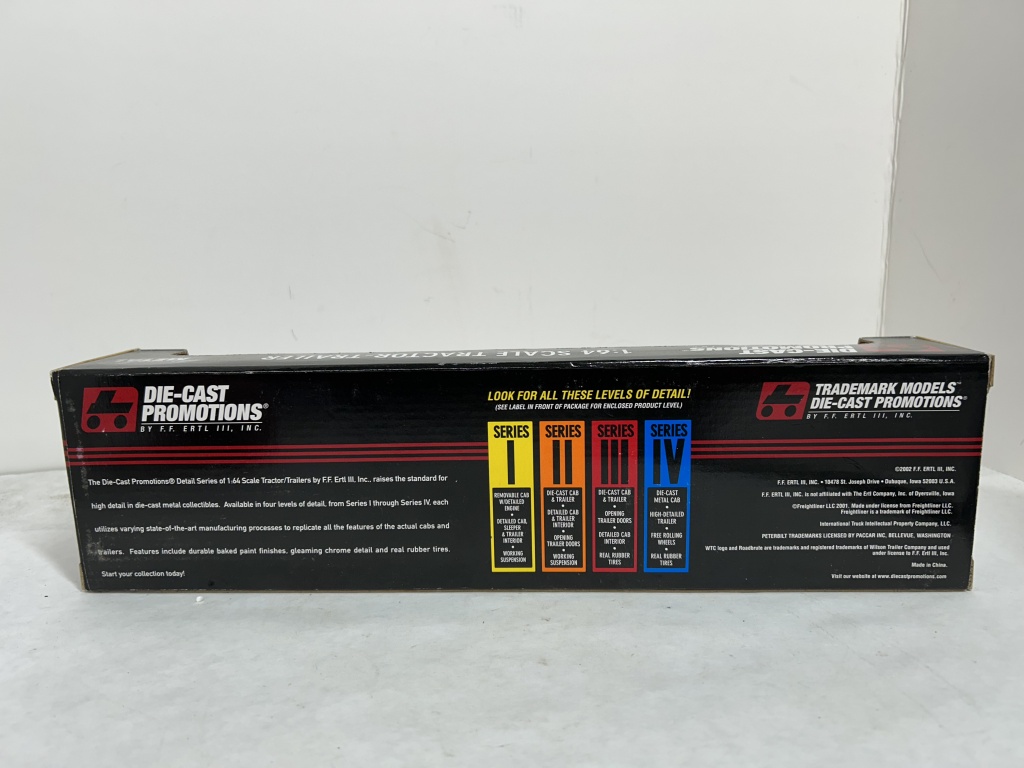 1:64 SCALE TRACTOR TRAILER
DIE-CAST
PROMOTIONS
DIE-CAST
PROMOTIONS®
BY F.F. ERTL III, INC.
The Die-Cast Promotions® Detail Series of 1:64 Scale Tractor/Trailers by F.F. Ertl III, Inc., raises the standard for
high detail in die-cast metal collectibles. Available in four levels of detail, from Series I through Series IV, each
utilizes varying state-of-the-art manufacturing processes to replicate all the features of the actual cabs and
trailers. Features include durable baked paint finishes, gleaming chrome detail and real rubber tires.
Start your collection today!
LOOK FOR ALL THESE LEVELS OF DETAIL!
(SEE LABEL IN FRONT OF PACKAGE FOR ENCLOSED PRODUCT LEVEL)
SERIES
I
REMOVABLE CAB
W/DETAILED
ENGINE
•
DETAILED CAB,
SLEEPER
& TRAILER
INTERIOR
•
WORKING
SUSPENSION
SERIES
II
DIE-CAST CAB
& TRAILER
•
DETAILED CAB
& TRAILER
INTERIOR
•
OPENING
TRAILER DOORS
•
WORKING
SUSPENSION
SERIES
III
DIE-CAST CAB
& TRAILER
•
OPENING
TRAILER DOORS
•
DETAILED CAB
INTERIOR
•
REAL RUBBER
TIRES
SERIES
IV
DIE-CAST
METAL CAB
•
HIGH-DETAILED
TRAILER
•
FREE ROLLING
WHEELS
•
REAL RUBBER
TIRES
TRADEMARK MODELS™
DIE-CAST PROMOTIONS®
BY F.F. ERTL III, INC.
©2002 F.F. ERTL III, INC.
F.F. ERTL III, INC. • 10478 St. Joseph Drive • Dubuque, Iowa 52003 U.S.A.
F.F. ERTL III, INC. is not affiliated with The Ertl Company, Inc. of Dyersville, Iowa
©Freightliner LLC 2001. Made under license from Freightliner LLC.
Freightliner is a trademark of Freightliner LLC.
International Truck Intellectual Property Company, LLC.
PETERBILT TRADEMARKS LICENSED BY PACCAR INC, BELLEVUE, WASHINGTON
WTC logo and Roadbrute are trademarks and registered trademarks of Wilson Trailer Company and used
under license to F.F. Ertl III, Inc.
Made in China.
Visit our website at www.diecastpromotions.com